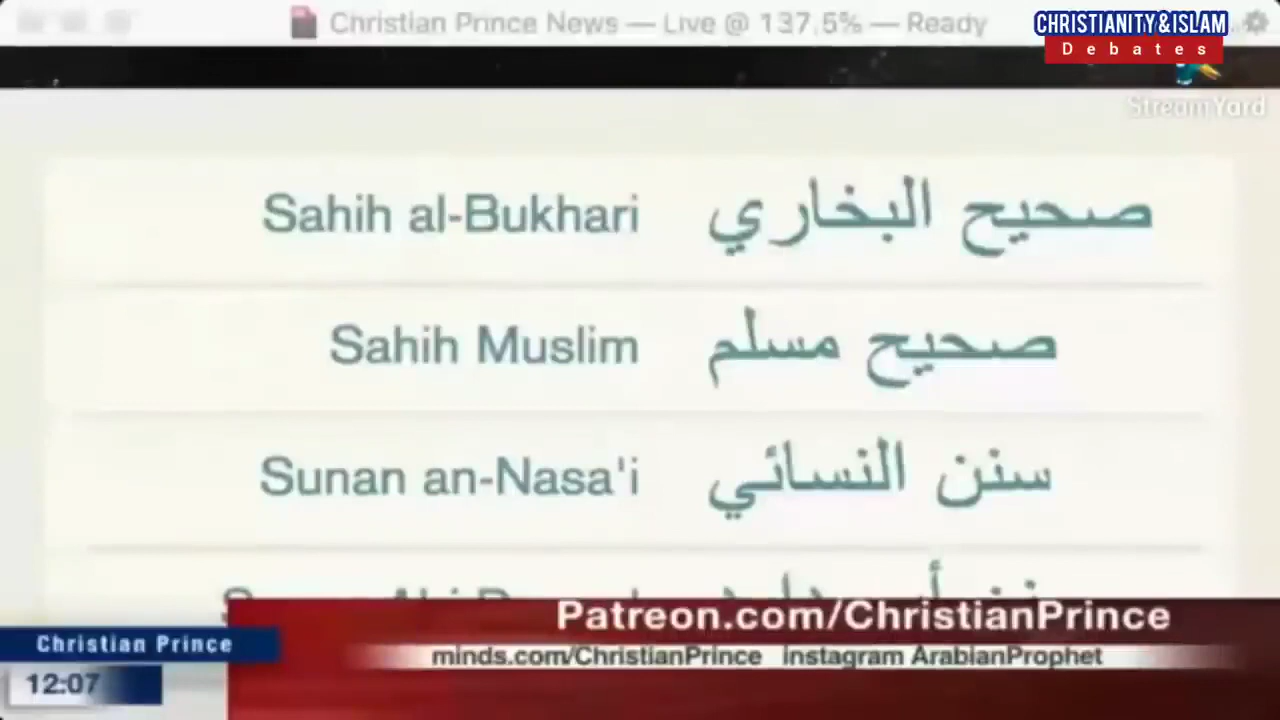 Christian Prince News — Live @ 137.5% — Ready
CHRISTIANITY & ISLAM
Debates
StreamYard
Sahih al-Bukhari صحيح البخاري
Sahih Muslim صحيح مسلم
Sunan an-Nasa'i سنن النسائي
Patreon.com/ChristianPrince
Christian Prince
minds.com/ChristianPrince instagram ArabianProphet
12:07